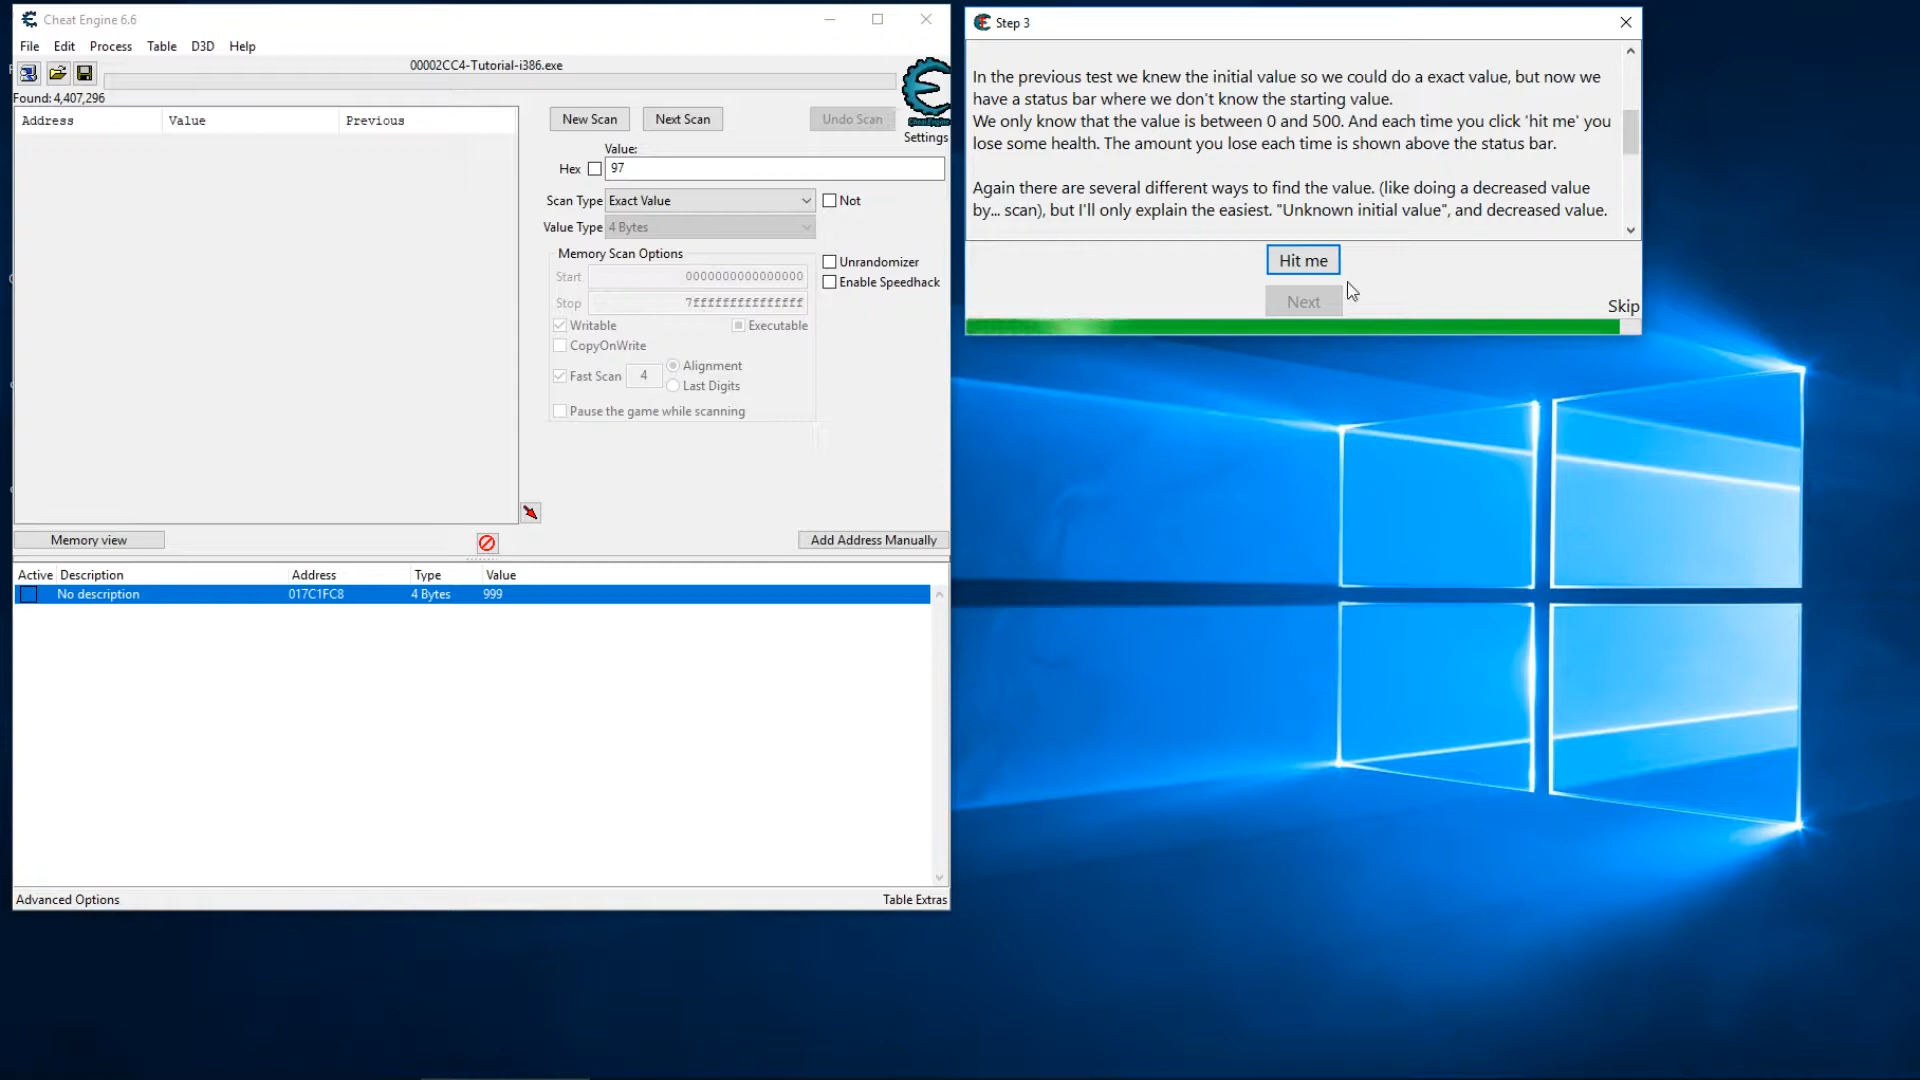 Cheat Engine 6.6
File Edit Process Table D3D Help
00002CC4-Tutorial-i386.exe
Found: 4,407,296
Address Value Previous
New Scan Next Scan Undo Scan
Cheat Engine
Settings
Value:
Hex 97
Scan Type Exact Value Not
Value Type 4 Bytes
Memory Scan Options
Start 0000000000000000
Stop 7fffffffffffffff
Unrandomizer
Enable Speedhack
Writable Executable
CopyOnWrite
Fast Scan 4 Alignment
Last Digits
Pause the game while scanning
Memory view Add Address Manually
Active Description Address Type Value
No description 017C1FC8 4 Bytes 999
Advanced Options Table Extras
Step 3
In the previous test we knew the initial value so we could do a exact value, but now we
have a status bar where we don't know the starting value.
We only know that the value is between 0 and 500. And each time you click 'hit me' you
lose some health. The amount you lose each time is shown above the status bar.
Again there are several different ways to find the value. (like doing a decreased value
by... scan), but I'll only explain the easiest. "Unknown initial value", and decreased value.
Hit me
Next
Skip